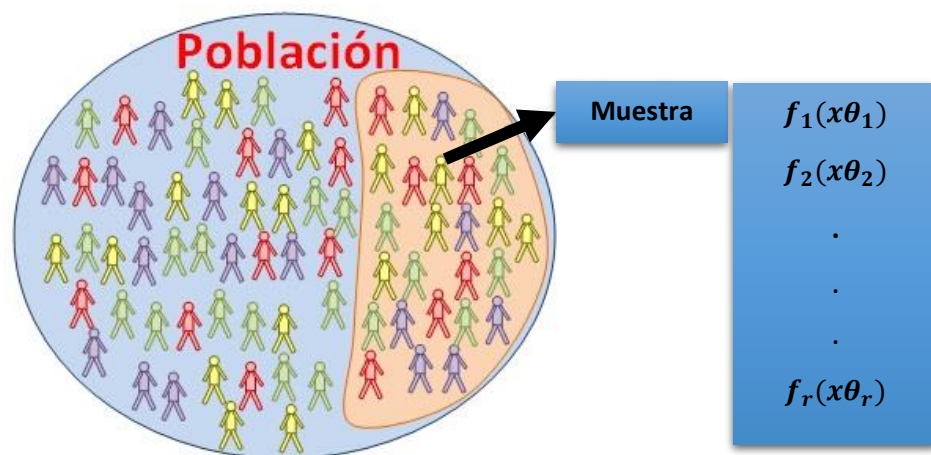 Población
Muestra
f₁(xθ₁)
f₂(xθ₂)
.
.
.
fᵣ(xθᵣ)